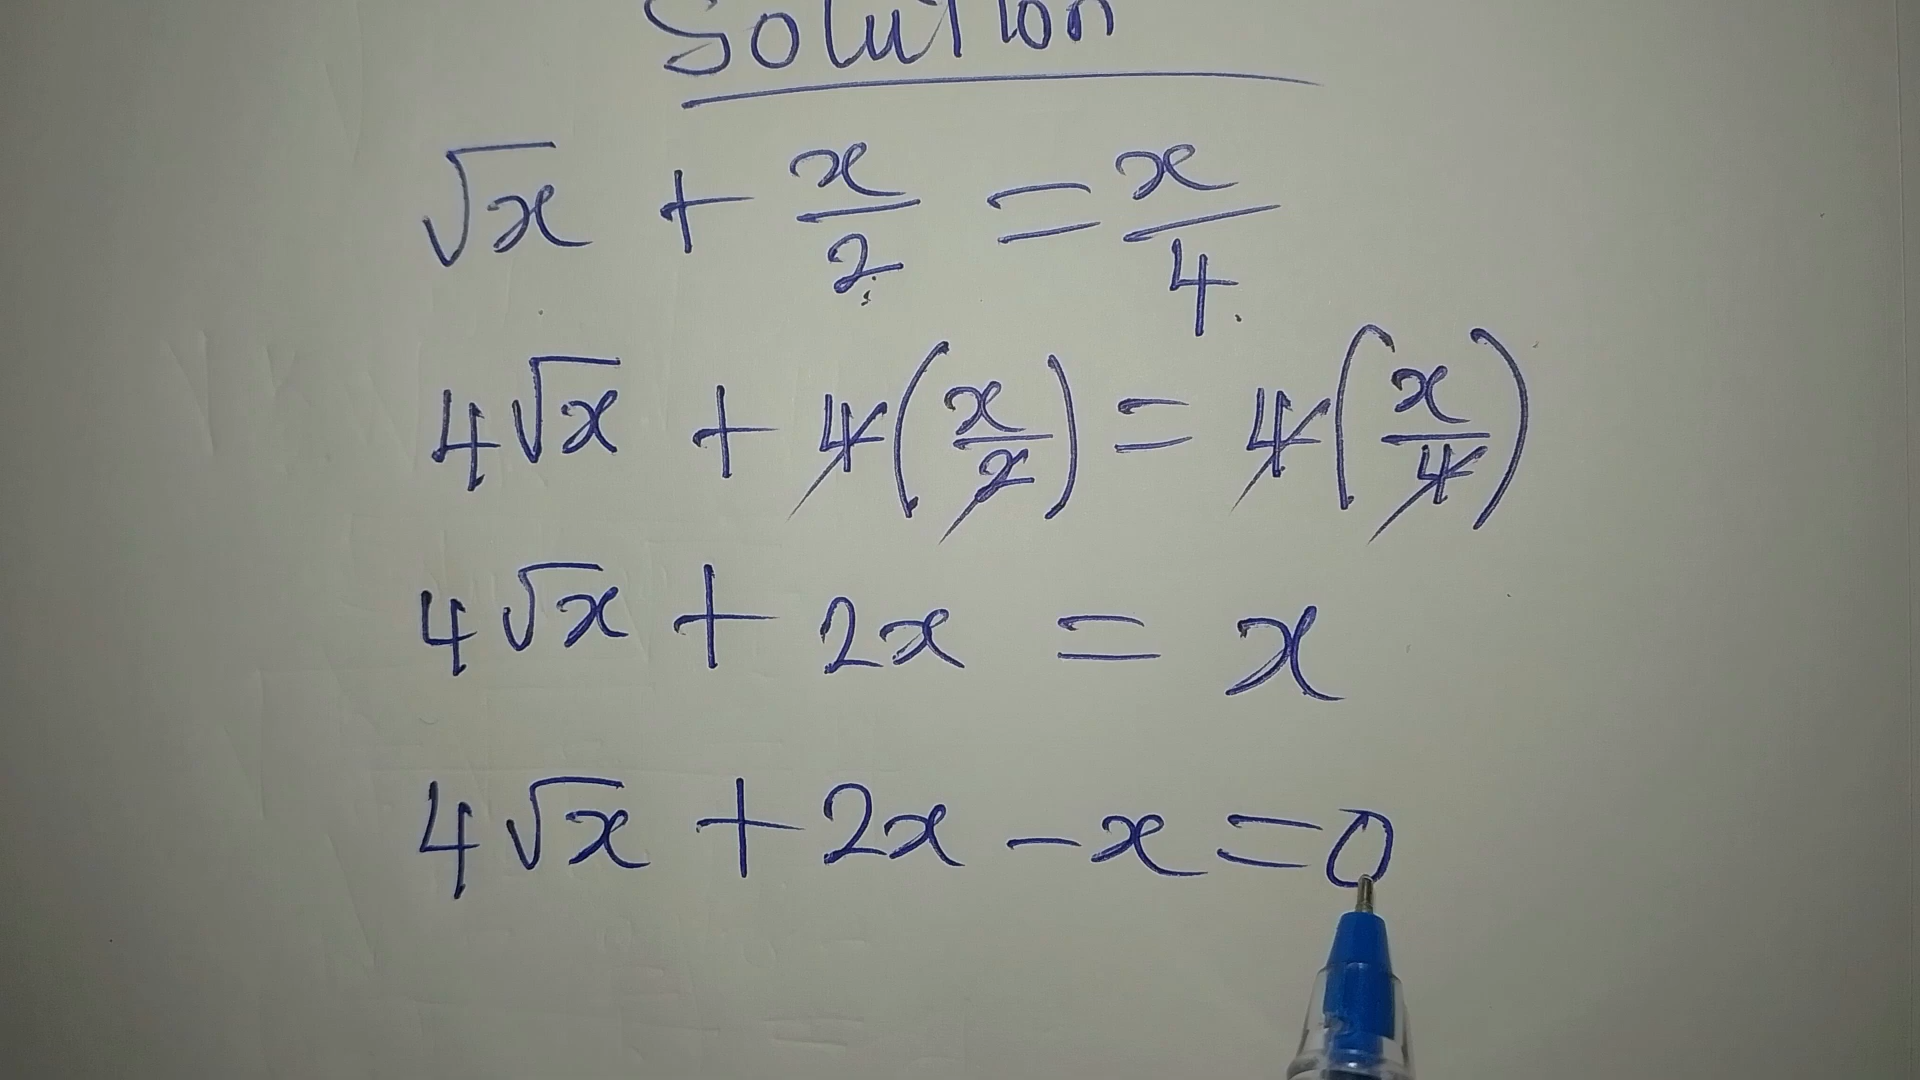 Solution
√x + x/2 = x/4
4√x + 4(x/2) = 4(x/4)
4√x + 2x = x
4√x + 2x - x = 0